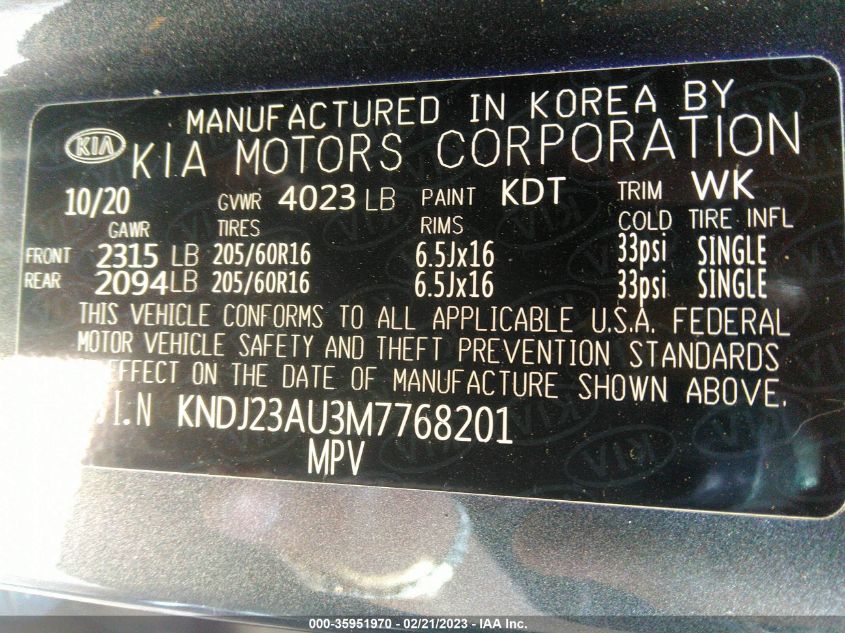 MANUFACTURED IN KOREA BY
KIA KIA MOTORS CORPORATION
10/20 GVWR 4023 LB PAINT KDT TRIM WK
GAWR TIRES RIMS COLD TIRE INFL
FRONT 2315 LB 205/60R16 6.5Jx16 33psi SINGLE
REAR 2094 LB 205/60R16 6.5Jx16 33psi SINGLE
THIS VEHICLE CONFORMS TO ALL APPLICABLE U.S.A. FEDERAL
MOTOR VEHICLE SAFETY AND THEFT PREVENTION STANDARDS
EFFECT ON THE DATE OF MANUFACTURE SHOWN ABOVE.
I.N KNDJ23AU3M7768201
MPV
000-35951970 - 02/21/2023 - IAA Inc.